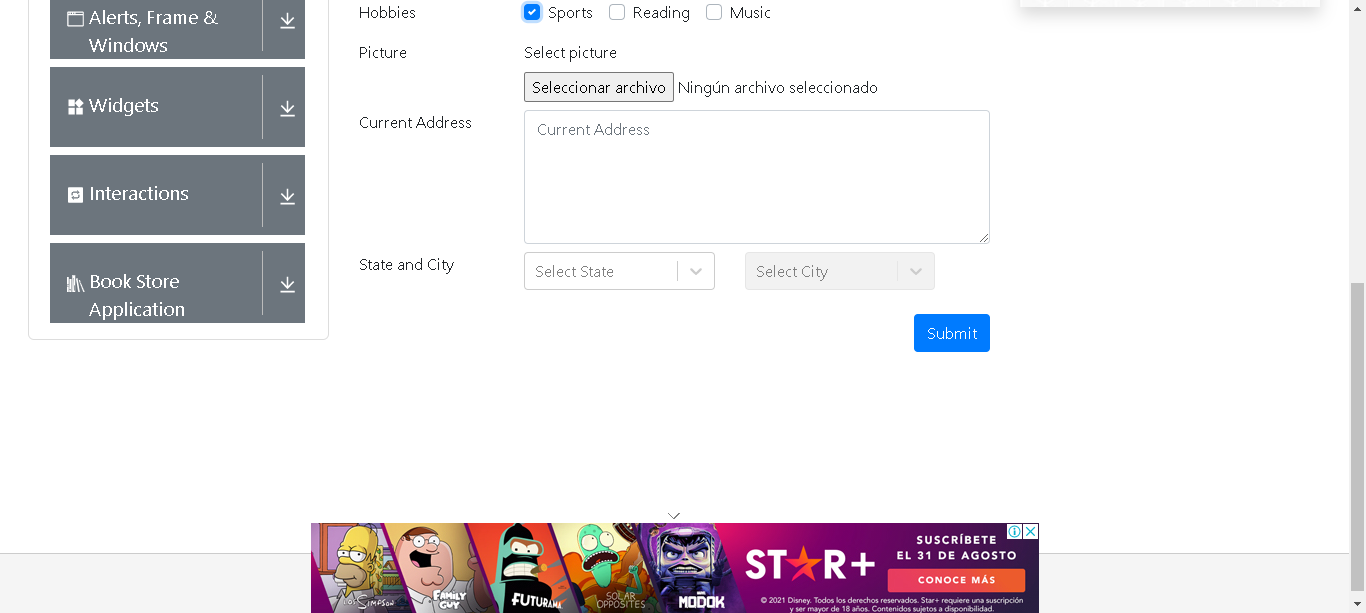 Alerts, Frame &
Windows
Widgets
Interactions
Book Store
Application
Hobbies
Sports
Reading
Music
Picture
Select picture
Seleccionar archivo
Ningún archivo seleccionado
Current Address
Current Address
State and City
Select State
Select City
Submit
LOS SIMPSON
FAMILY
GUY
FUTURAMA
SOLAR
OPPOSITES
MODOK
STAR+
SUSCRÍBETE
EL 31 DE AGOSTO
CONOCE MÁS
© 2021 Disney. Todos los derechos reservados. Star+ requiere una suscripción
y ser mayor de 18 años. Contenidos sujetos a disponibilidad.